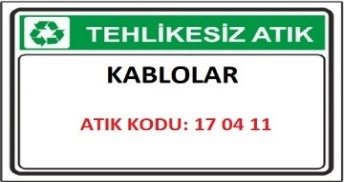 TEHLİKESİZ ATIK
KABLOLAR
ATIK KODU: 17 04 11